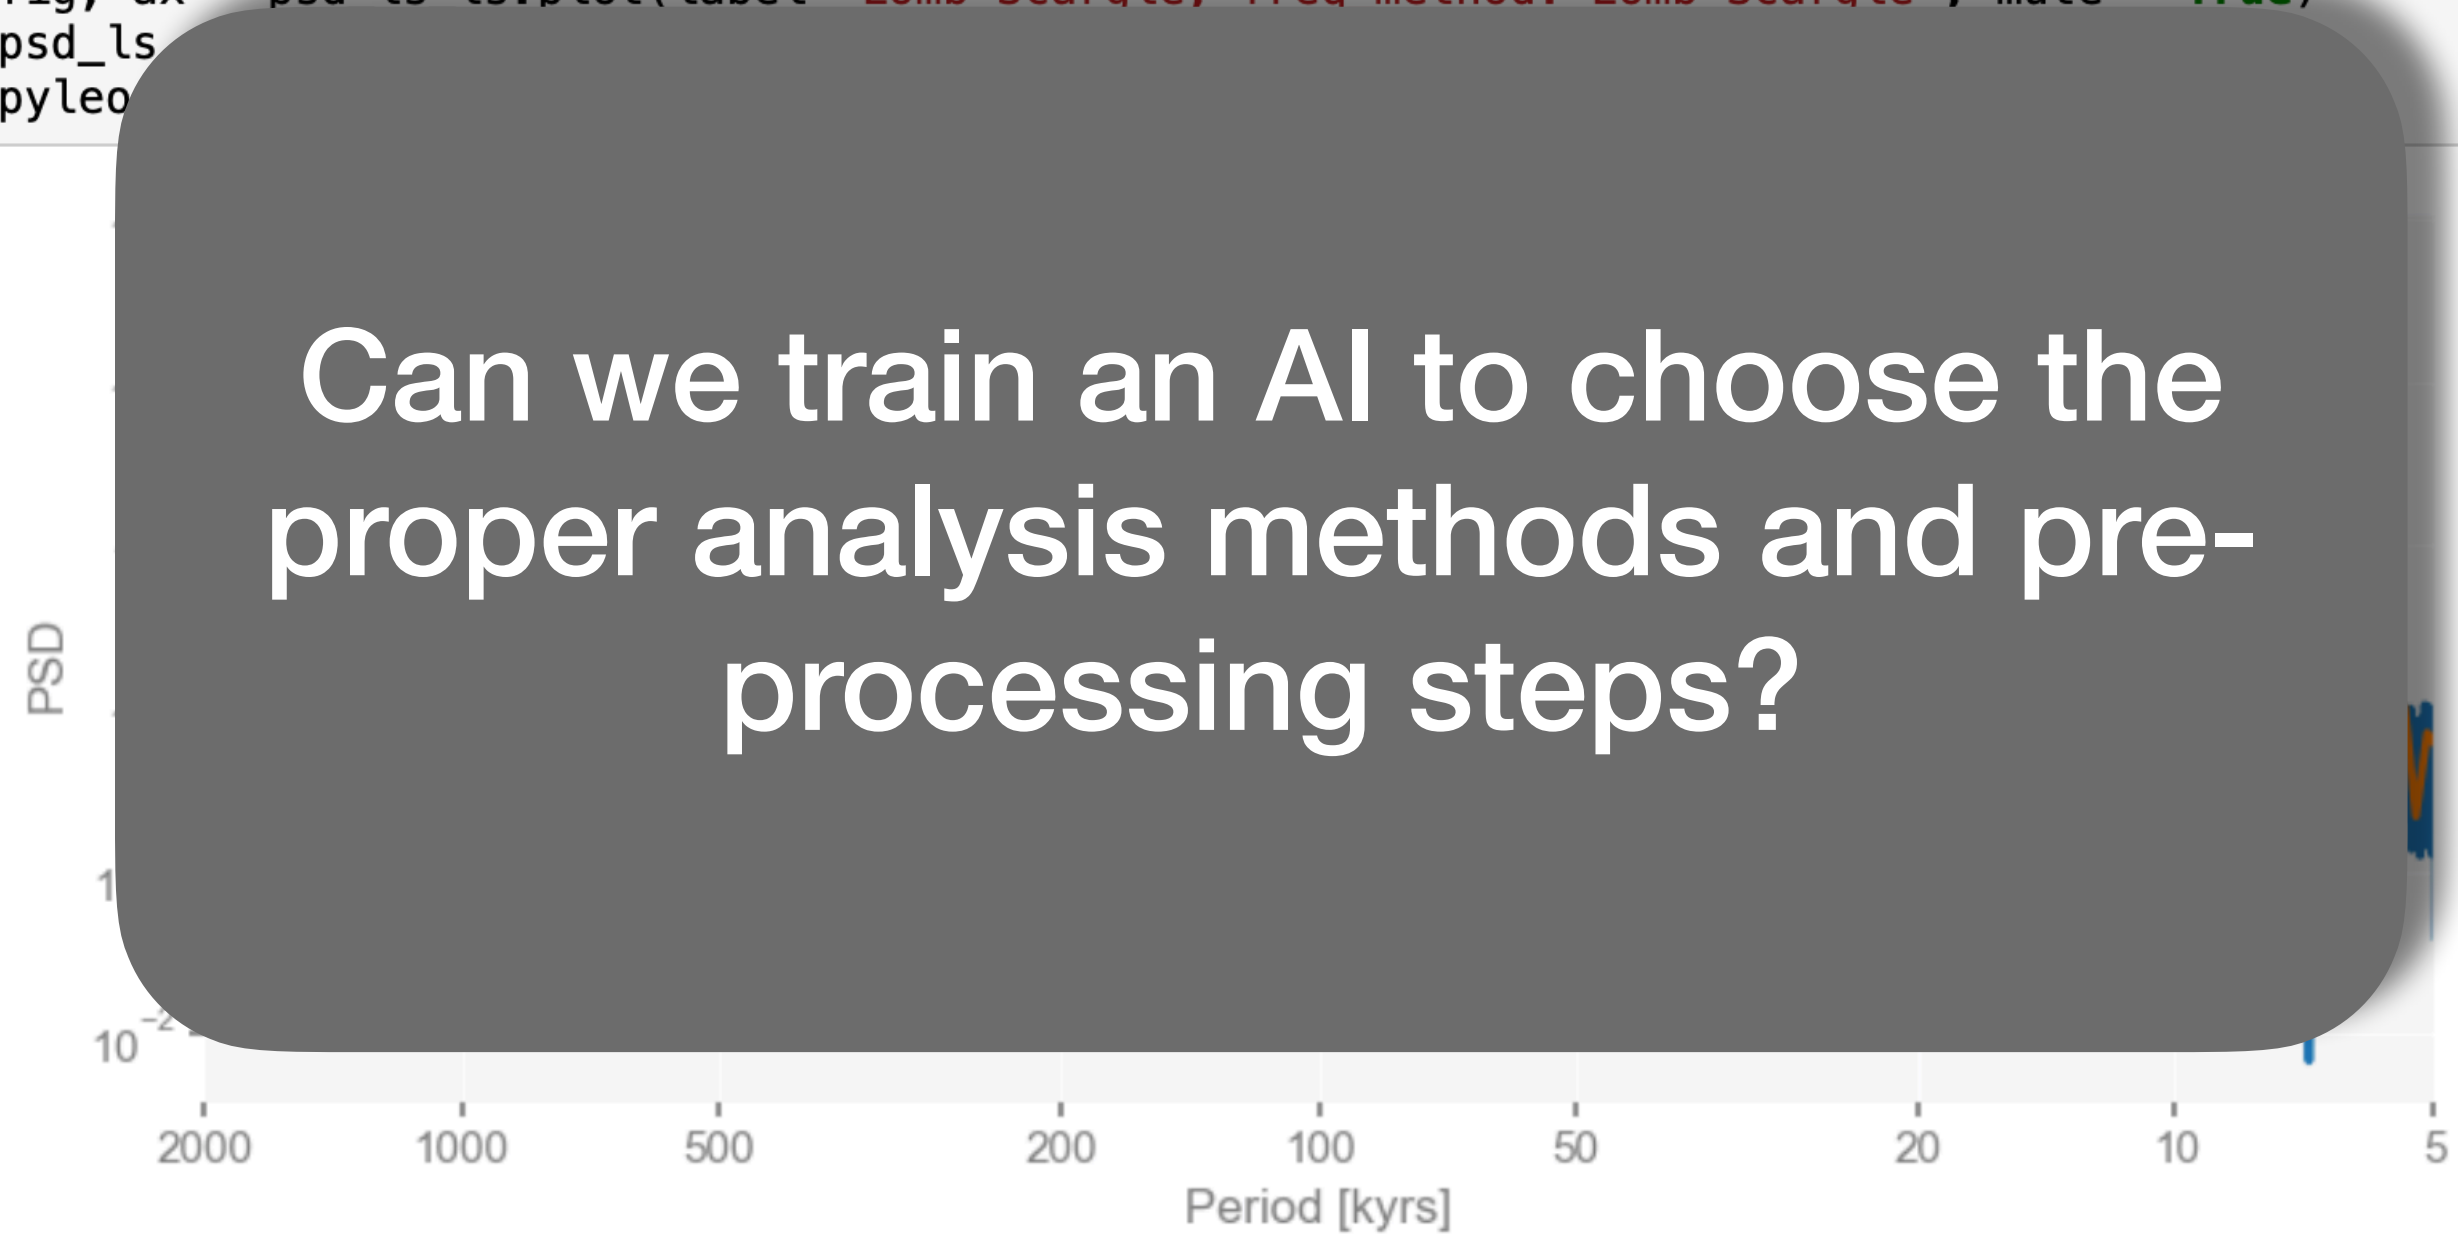 psd_ls
pyleo
Can we train an AI to choose the
proper analysis methods and pre-
processing steps?
PSD
1
10⁻²
2000 1000 500 200 100 50 20 10 5
Period [kyrs]